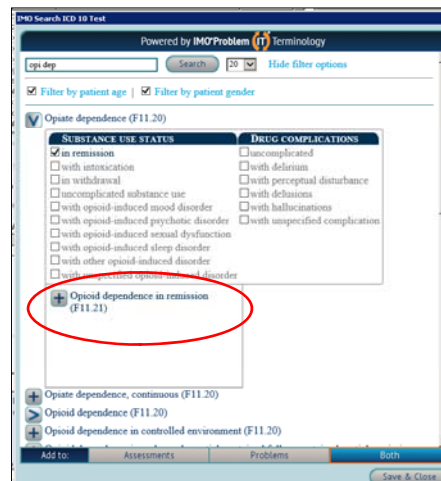 IMO Search ICD 10 Test
Powered by IMO°Problem IT Terminology
opi dep Search 20 Hide filter options
Filter by patient age | Filter by patient gender
Opiate dependence (F11.20)
SUBSTANCE USE STATUS
in remission
with intoxication
in withdrawal
uncomplicated substance use
with opioid-induced mood disorder
with opioid-induced psychotic disorder
with opioid-induced sexual dysfunction
with opioid-induced sleep disorder
with other opioid-induced disorder
with unspecified opioid-induced disorder
DRUG COMPLICATIONS
uncomplicated
with delirium
with perceptual disturbance
with delusions
with hallucinations
with unspecified complication
Opioid dependence in remission
(F11.21)
Opiate dependence, continuous (F11.20)
Opioid dependence (F11.20)
Opioid dependence in controlled environment (F11.20)
Add to: Assessments Problems Both
Save & Close